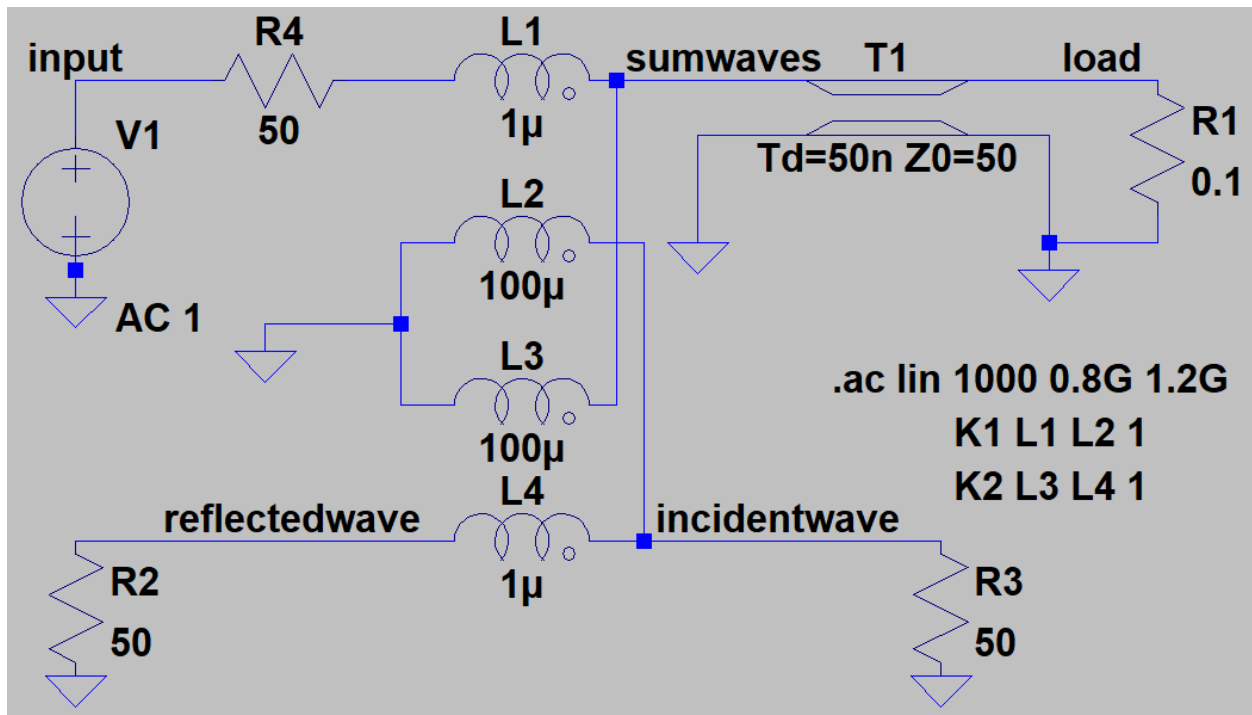 R4
L1
input
sumwaves
T1
load
50
1µ
V1
R1
Td=50n Z0=50
0.1
L2
100µ
AC 1
L3
.ac lin 1000 0.8G 1.2G
100µ
K1 L1 L2 1
L4
K2 L3 L4 1
reflectedwave
incidentwave
R2
1µ
R3
50
50